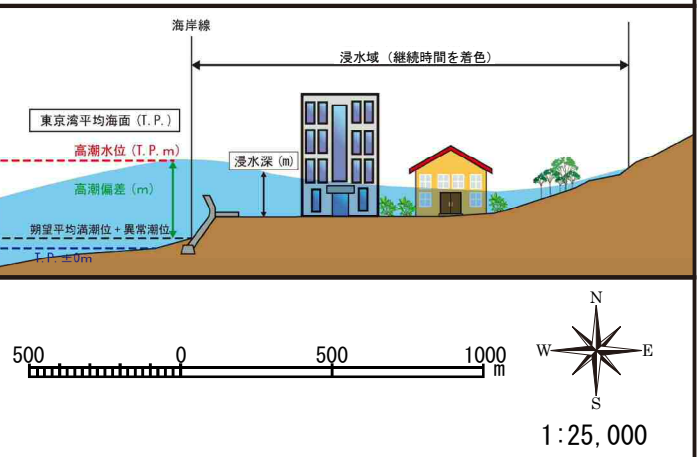 海岸線
浸水域（継続時間を着色）
東京湾平均海面（T.P.）
高潮水位（T.P. m）
浸水深（m）
高潮偏差（m）
朔望平均満潮位＋異常潮位
T.P. ±0m
N
500 0 500 1000
m
W E
S
1:25,000